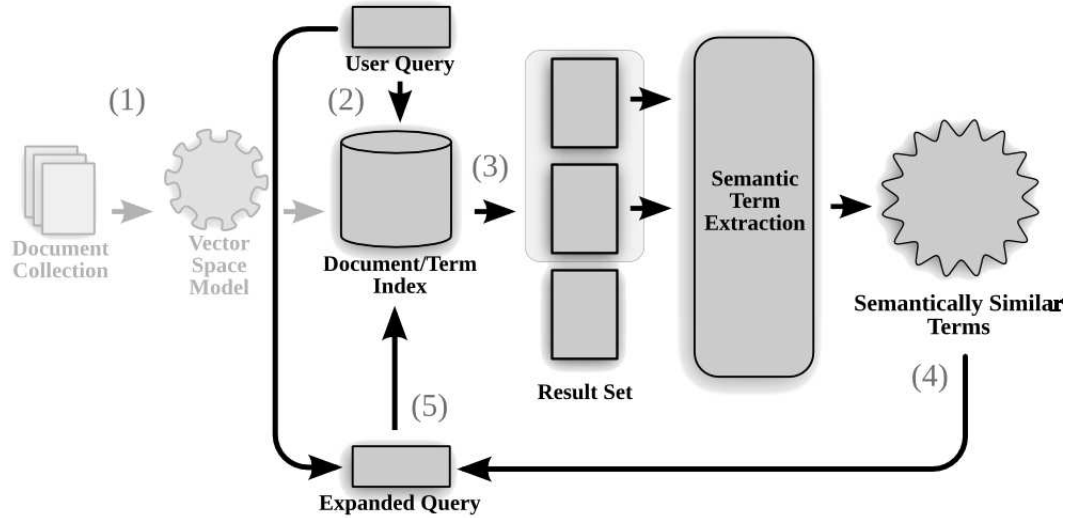 User Query
(1)
(2)
(3)
Document
Collection
Vector
Space
Model
Document/Term
Index
Semantic
Term
Extraction
Semantically Similar
Terms
Result Set
(4)
(5)
Expanded Query